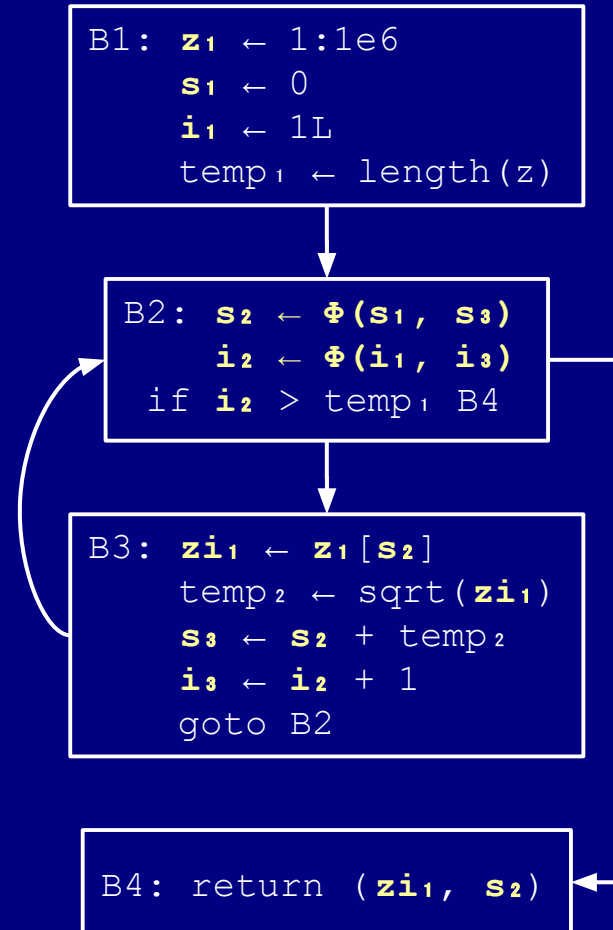 B1: z₁ ← 1:1e6
s₁ ← 0
i₁ ← 1L
temp₁ ← length(z)
B2: s₂ ← Φ(s₁, s₃)
i₂ ← Φ(i₁, i₃)
if i₂ > temp₁ B4
B3: zi₁ ← z₁[s₂]
temp₂ ← sqrt(zi₁)
s₃ ← s₂ + temp₂
i₃ ← i₂ + 1
goto B2
B4: return (zi₁, s₂)